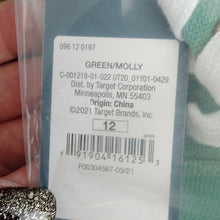 096 12 0197
GREEN/MOLLY
C-001218-01-022 UT20_01Y01-0429
Dist. by Target Corporation
Minneapolis, MN 55403
Origin: China
©2021 Target Brands, Inc.
12
1 91904 16125 3
F00304567-03/21